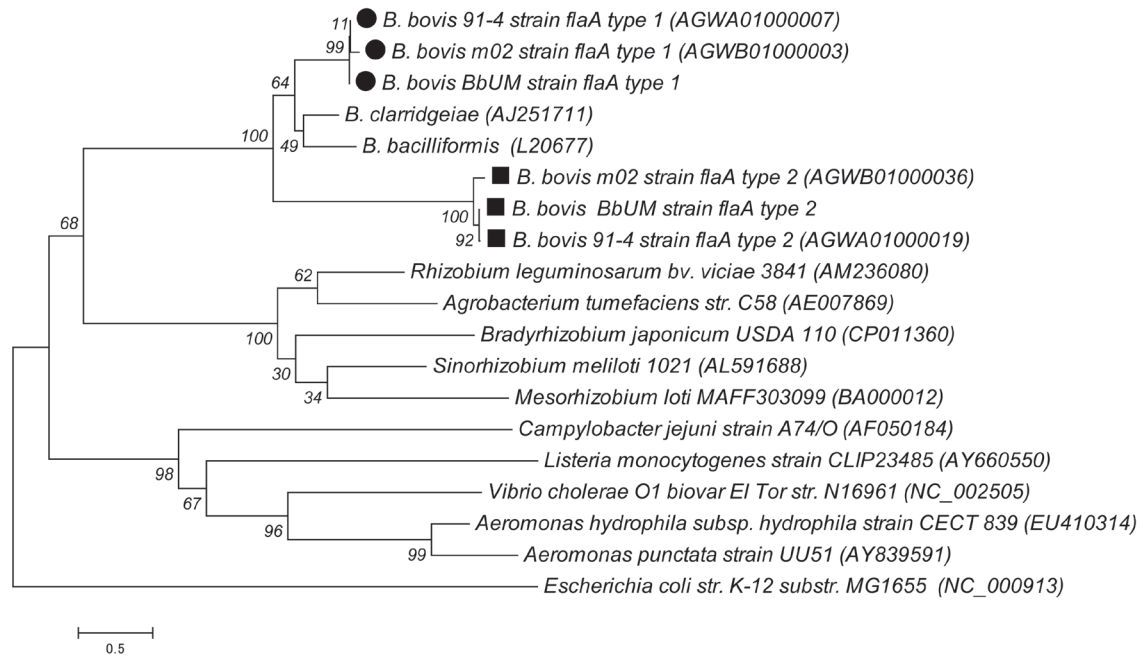 11
B. bovis 91-4 strain flaA type 1 (AGWA01000007)
99
B. bovis m02 strain flaA type 1 (AGWB01000003)
B. bovis BbUM strain flaA type 1
64
B. clarridgeiae (AJ251711)
100
49
B. bacilliformis (L20677)
B. bovis m02 strain flaA type 2 (AGWB01000036)
100
B. bovis BbUM strain flaA type 2
92
B. bovis 91-4 strain flaA type 2 (AGWA01000019)
68
62
Rhizobium leguminosarum bv. viciae 3841 (AM236080)
Agrobacterium tumefaciens str. C58 (AE007869)
100
Bradyrhizobium japonicum USDA 110 (CP011360)
30
Sinorhizobium meliloti 1021 (AL591688)
34
Mesorhizobium loti MAFF303099 (BA000012)
Campylobacter jejuni strain A74/O (AF050184)
98
Listeria monocytogenes strain CLIP23485 (AY660550)
67
Vibrio cholerae O1 biovar El Tor str. N16961 (NC_002505)
96
Aeromonas hydrophila subsp. hydrophila strain CECT 839 (EU410314)
99
Aeromonas punctata strain UU51 (AY839591)
Escherichia coli str. K-12 substr. MG1655 (NC_000913)
0.5